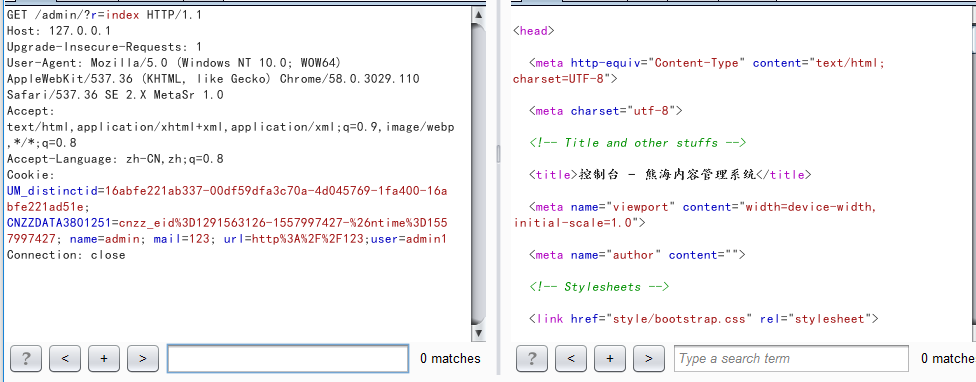 GET /admin/?r=index HTTP/1.1
Host: 127.0.0.1
Upgrade-Insecure-Requests: 1
User-Agent: Mozilla/5.0 (Windows NT 10.0; WOW64)
AppleWebKit/537.36 (KHTML, like Gecko) Chrome/58.0.3029.110
Safari/537.36 SE 2.X MetaSr 1.0
Accept:
text/html,application/xhtml+xml,application/xml;q=0.9,image/webp
,*/*;q=0.8
Accept-Language: zh-CN,zh;q=0.8
Cookie:
UM_distinctid=16abfe221ab337-00df59dfa3c70a-4d045769-1fa400-16a
bfe221ad51e;
CNZZDATA3801251=cnzz_eid%3D1291563126-1557997427-%26ntime%3D155
7997427; name=admin; mail=123; url=http%3A%2F%2F123;user=admin1
Connection: close
? < + > 0 matches
<head>
<meta http-equiv="Content-Type" content="text/html;
charset=UTF-8">
<meta charset="utf-8">
<!-- Title and other stuffs -->
<title>控制台 - 熊海内容管理系统</title>
<meta name="viewport" content="width=device-width,
initial-scale=1.0">
<meta name="author" content="">
<!-- Stylesheets -->
<link href="style/bootstrap.css" rel="stylesheet">
? < + > Type a search term 0 matche